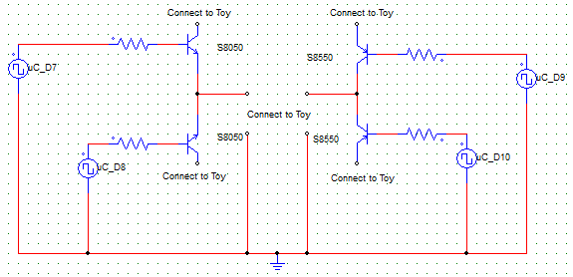 Connect to Toy
Connect to Toy
S8050
S8550
uC_D7
uC_D9
Connect to Toy
S8050
S8550
uC_D8
uC_D10
Connect to Toy
Connect to Toy